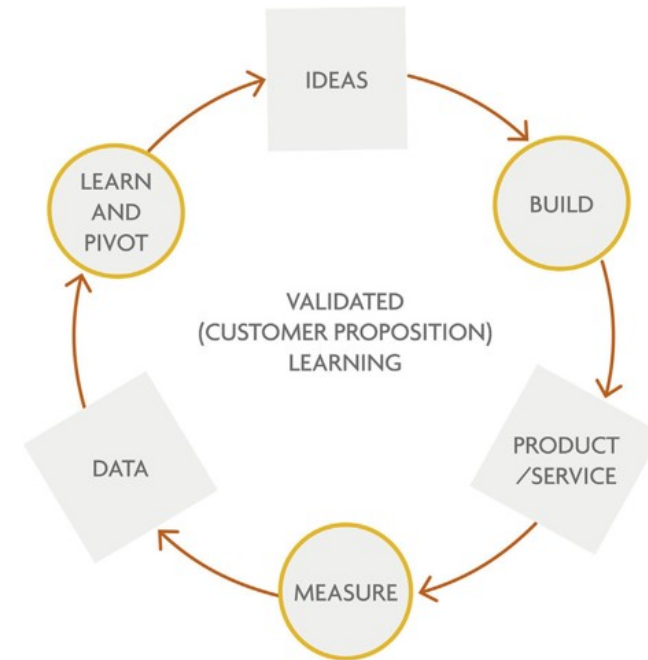 IDEAS
BUILD
PRODUCT
/SERVICE
MEASURE
DATA
LEARN
AND
PIVOT
VALIDATED
(CUSTOMER PROPOSITION)
LEARNING